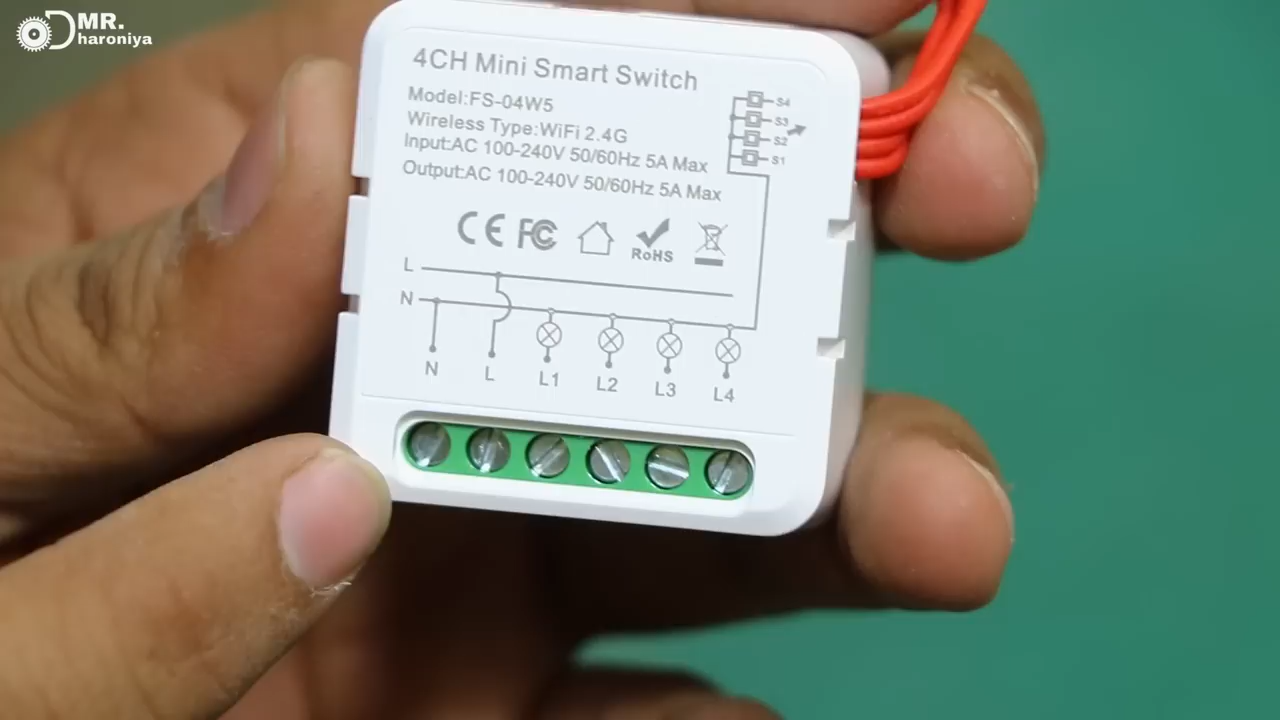 MR.
Dharoniya
4CH Mini Smart Switch
Model:FS-04W5
Wireless Type:WiFi 2.4G
Input:AC 100-240V 50/60Hz 5A Max
Output:AC 100-240V 50/60Hz 5A Max
S4
S3
S2
S1
CE FC RoHS
L
N
N L L1 L2 L3 L4